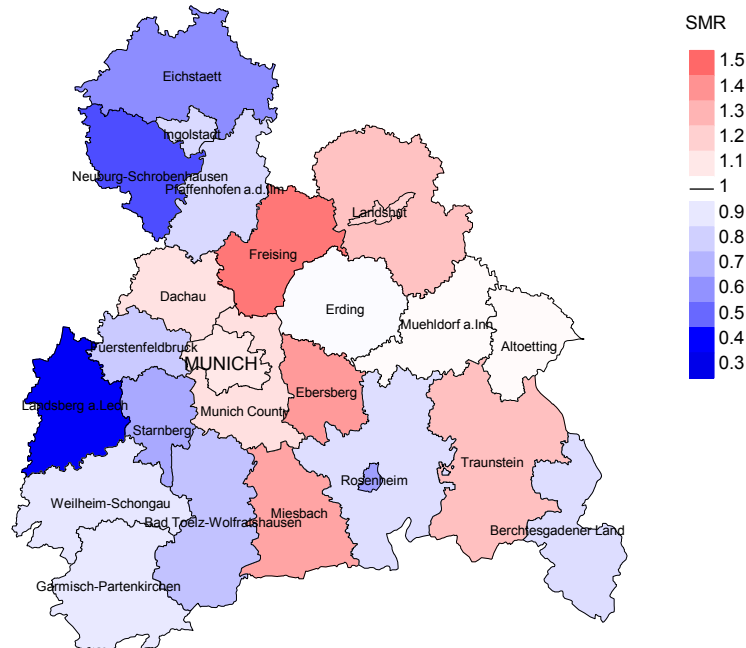 SMR
1.5
1.4
1.3
1.2
1.1
1
0.9
0.8
0.7
0.6
0.5
0.4
0.3
Eichstaett
Ingolstadt
Neuburg-Schrobenhausen
Pfaffenhofen a.d.Ilm
Landshut
Freising
Dachau
Erding
Muehldorf a.Inn
Altoetting
Fuerstenfeldbruck
MUNICH
Ebersberg
Landsberg a.Lech
Munich County
Starnberg
Traunstein
Rosenheim
Weilheim-Schongau
Miesbach
Bad Toelz-Wolfratshausen
Berchtesgadener Land
Garmisch-Partenkirchen